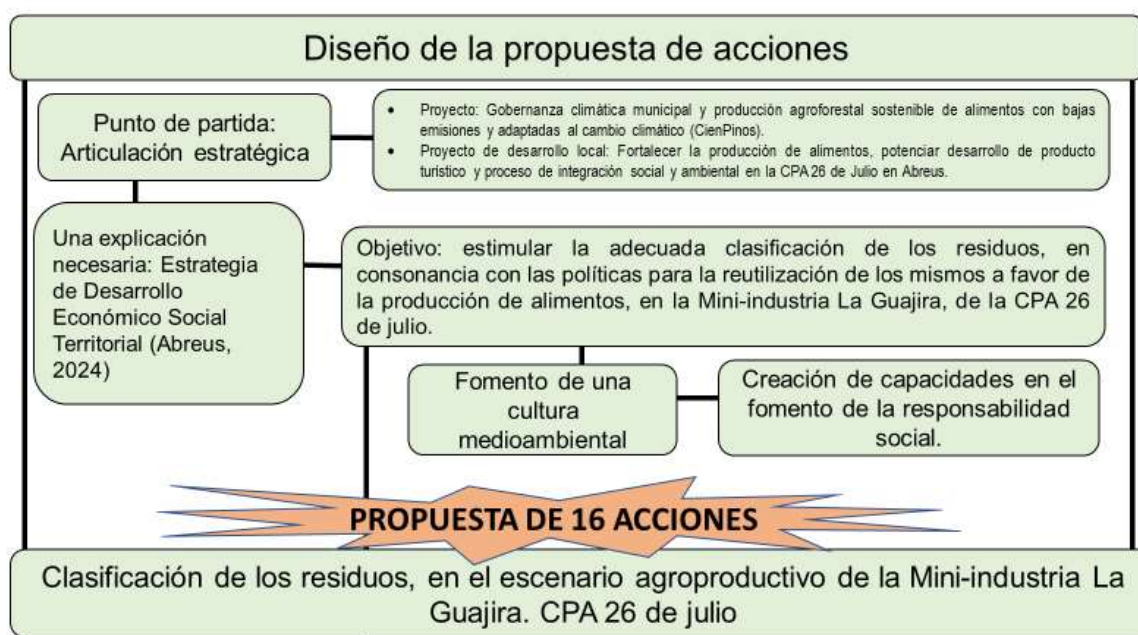 Diseño de la propuesta de acciones
Punto de partida:
Articulación estratégica
• Proyecto: Gobernanza climática municipal y producción agroforestal sostenible de alimentos con bajas
emisiones y adaptadas al cambio climático (CienPinos).
• Proyecto de desarrollo local: Fortalecer la producción de alimentos, potenciar desarrollo de producto
turístico y proceso de integración social y ambiental en la CPA 26 de Julio en Abreus.
Una explicación
necesaria: Estrategia
de Desarrollo
Económico Social
Territorial (Abreus,
2024)
Objetivo: estimular la adecuada clasificación de los residuos, en
consonancia con las políticas para la reutilización de los mismos a favor de
la producción de alimentos, en la Mini-industria La Guajira, de la CPA 26
de julio.
Fomento de una
cultura
medioambiental
Creación de capacidades en el
fomento de la responsabilidad
social.
PROPUESTA DE 16 ACCIONES
Clasificación de los residuos, en el escenario agroproductivo de la Mini-industria La
Guajira. CPA 26 de julio